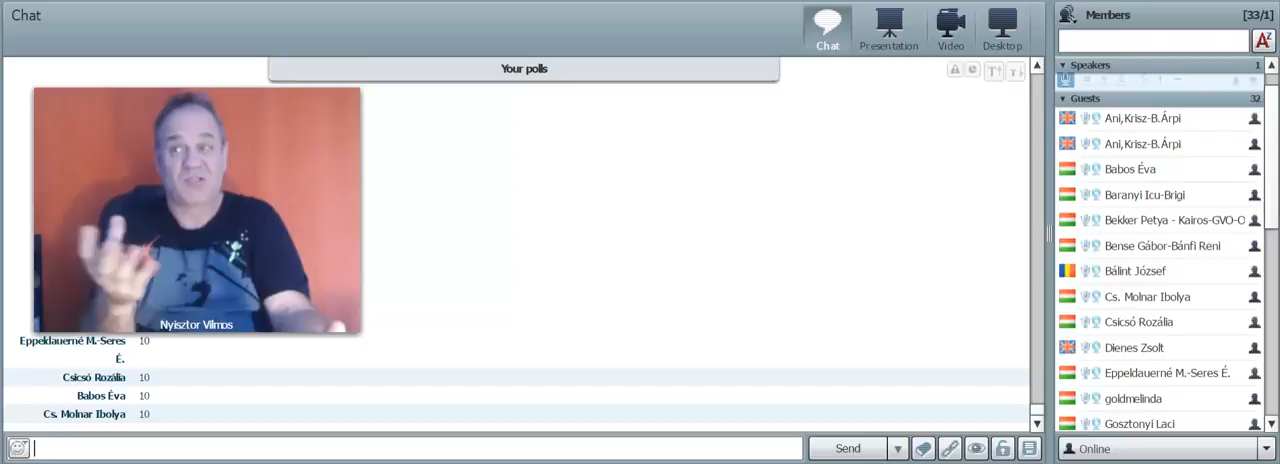 Chat
Chat
Presentation
Video
Desktop
Your polls
Nyisztor Vilmos
Eppeldauerné M.-Seres É. 10
Csicsó Rozália 10
Babos Éva 10
Cs. Molnar Ibolya 10
Send
Members [33/1]
Speakers 1
Guests 32
Ani,Krisz-B.Árpi
Ani,Krisz-B.Árpi
Babos Éva
Baranyi Icu-Brigi
Bekker Petya - Kairos-GVO-O
Bense Gábor-Bánfi Reni
Bálint József
Cs. Molnar Ibolya
Csicsó Rozália
Dienes Zsolt
Eppeldauerné M.-Seres É.
goldmelinda
Gosztonyi Laci
Online